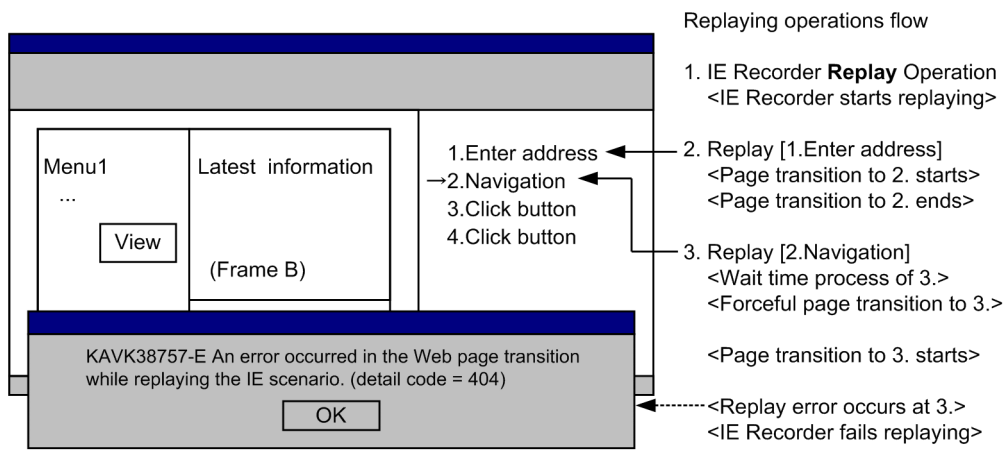 Replaying operations flow
1. IE Recorder Replay Operation
<IE Recorder starts replaying>
Menu1
...
View
Latest information
(Frame B)
1.Enter address
→2.Navigation
3.Click button
4.Click button
2. Replay [1.Enter address]
<Page transition to 2. starts>
<Page transition to 2. ends>
3. Replay [2.Navigation]
<Wait time process of 3.>
<Forceful page transition to 3.>
<Page transition to 3. starts>
<Replay error occurs at 3.>
<IE Recorder fails replaying>
KAVK38757-E An error occurred in the Web page transition
while replaying the IE scenario. (detail code = 404)
OK